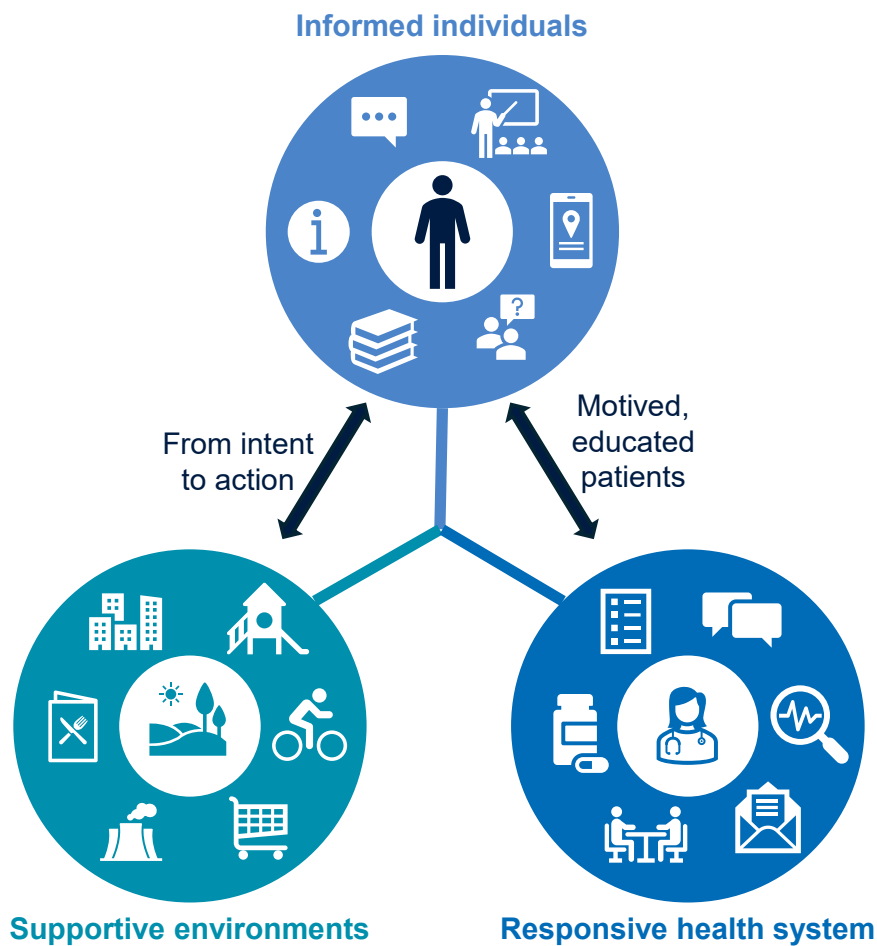 Informed individuals
From intent
to action
Motived,
educated
patients
Supportive environments
Responsive health system